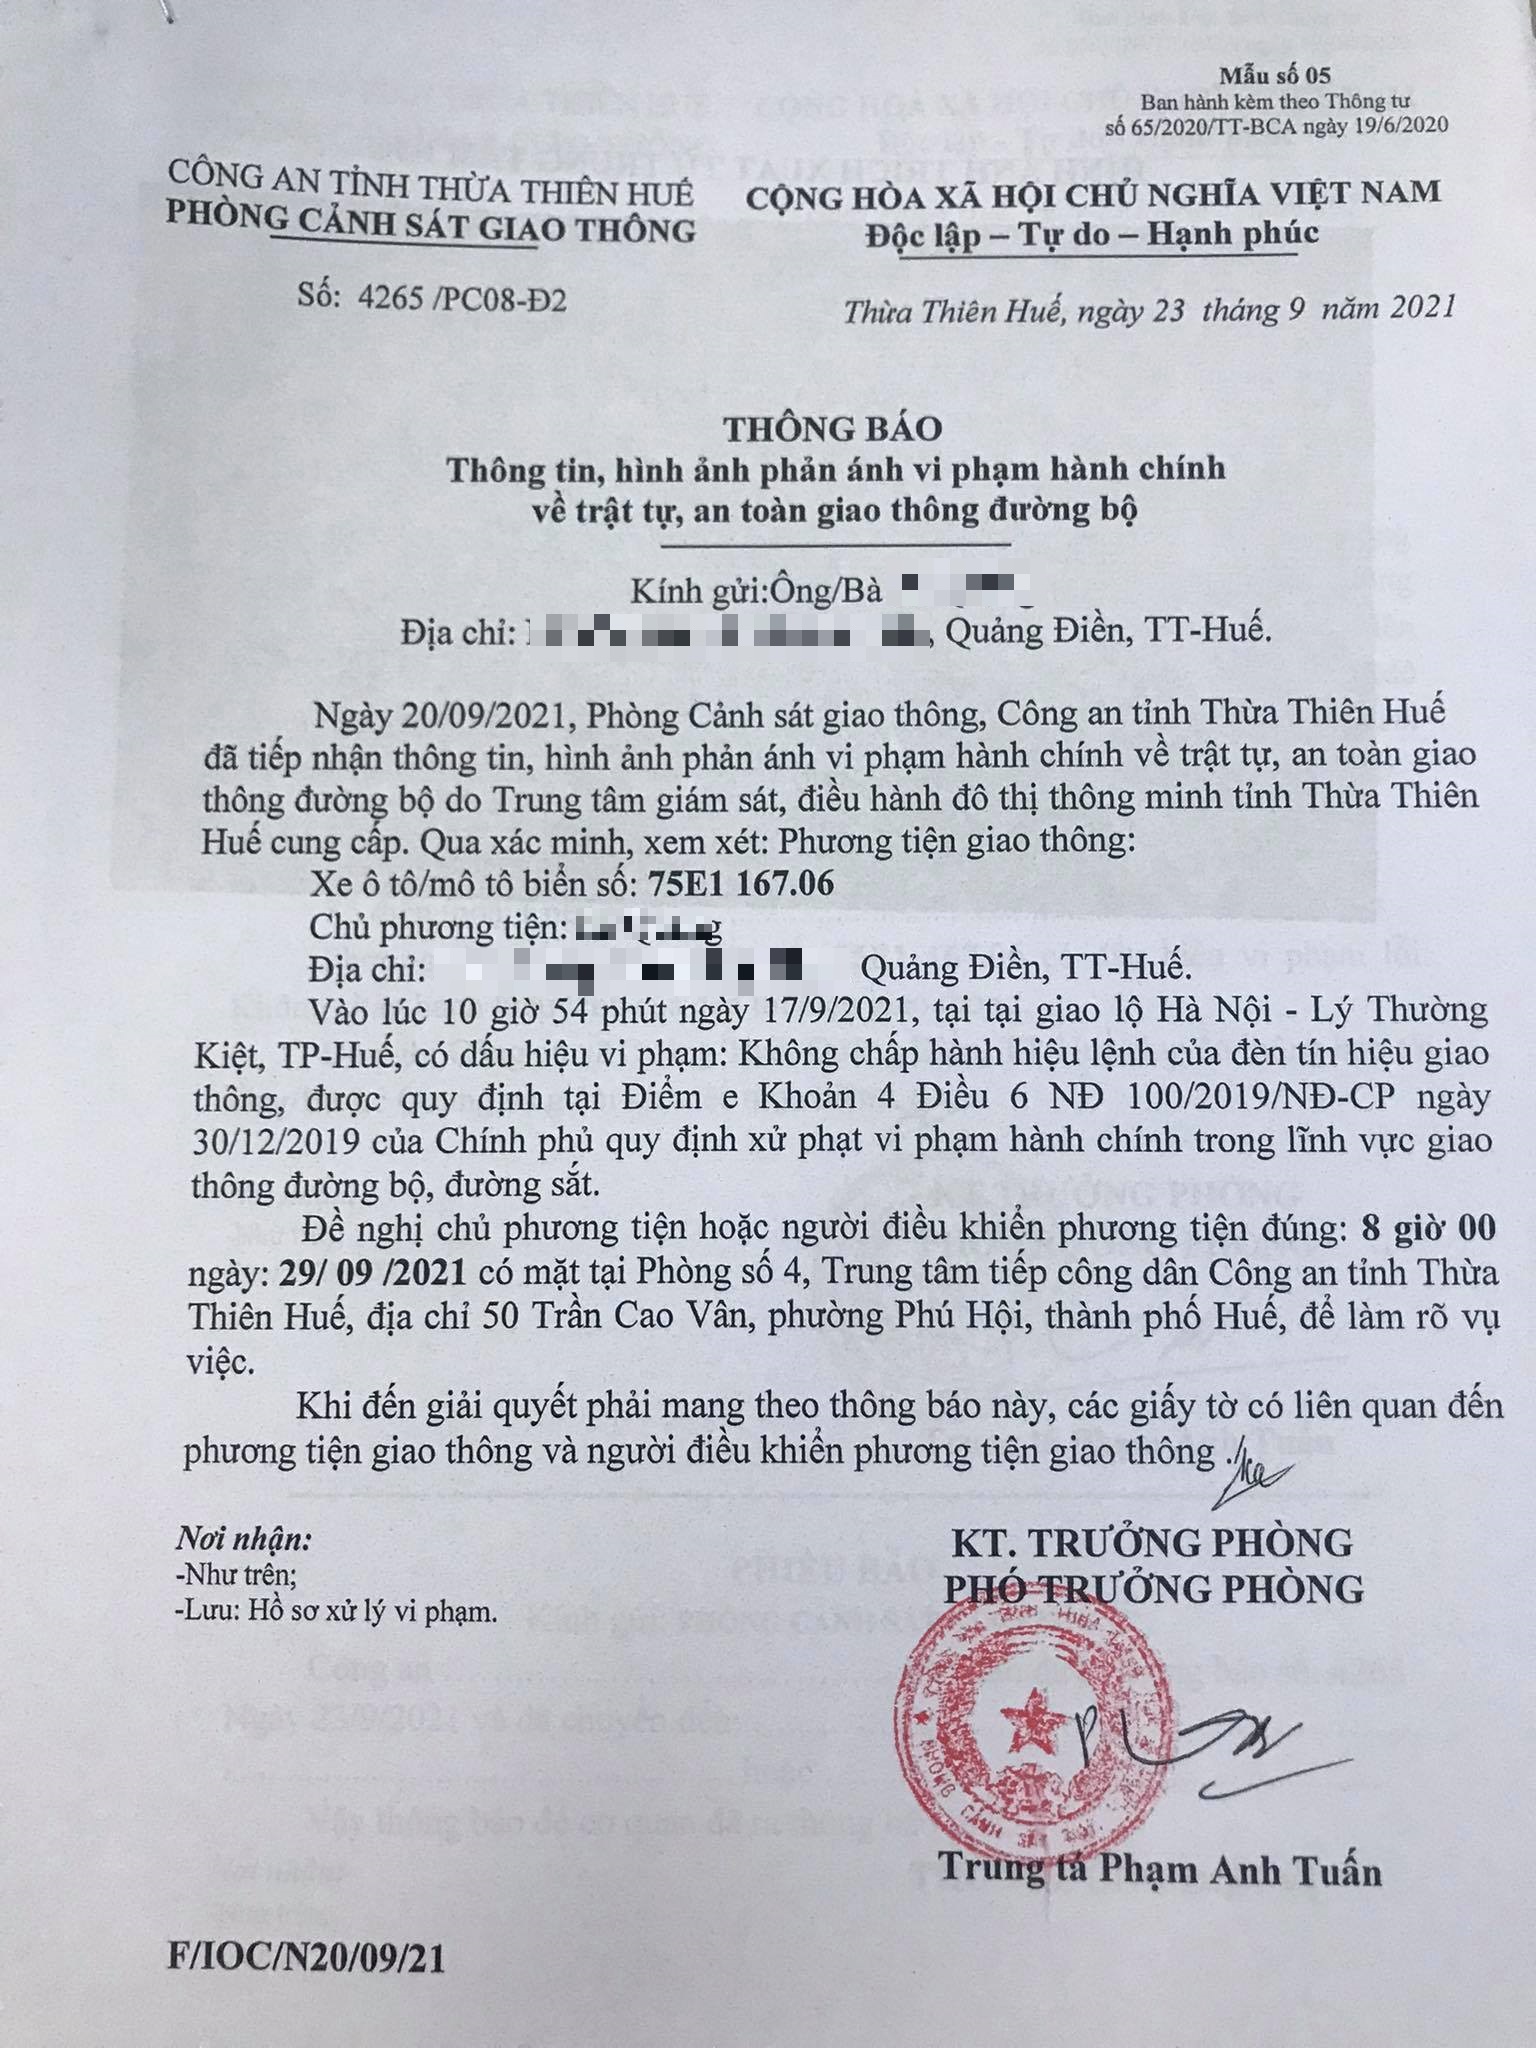 Mẫu số 05
Ban hành kèm theo Thông tư
số 65/2020/TT-BCA ngày 19/6/2020
CÔNG AN TỈNH THỪA THIÊN HUẾ
PHÒNG CẢNH SÁT GIAO THÔNG
Số: 4265 /PC08-Đ2
CỘNG HÒA XÃ HỘI CHỦ NGHĨA VIỆT NAM
Độc lập – Tự do – Hạnh phúc
Thừa Thiên Huế, ngày 23 tháng 9 năm 2021
THÔNG BÁO
Thông tin, hình ảnh phản ánh vi phạm hành chính
về trật tự, an toàn giao thông đường bộ
Kính gửi:Ông/Bà
Địa chỉ: , Quảng Điền, TT-Huế.
Ngày 20/09/2021, Phòng Cảnh sát giao thông, Công an tỉnh Thừa Thiên Huế
đã tiếp nhận thông tin, hình ảnh phản ánh vi phạm hành chính về trật tự, an toàn giao
thông đường bộ do Trung tâm giám sát, điều hành đô thị thông minh tỉnh Thừa Thiên
Huế cung cấp. Qua xác minh, xem xét: Phương tiện giao thông:
Xe ô tô/mô tô biển số: 75E1 167.06
Chủ phương tiện:
Địa chỉ: Quảng Điền, TT-Huế.
Vào lúc 10 giờ 54 phút ngày 17/9/2021, tại tại giao lộ Hà Nội - Lý Thường
Kiệt, TP-Huế, có dấu hiệu vi phạm: Không chấp hành hiệu lệnh của đèn tín hiệu giao
thông, được quy định tại Điểm e Khoản 4 Điều 6 NĐ 100/2019/NĐ-CP ngày
30/12/2019 của Chính phủ quy định xử phạt vi phạm hành chính trong lĩnh vực giao
thông đường bộ, đường sắt.
Đề nghị chủ phương tiện hoặc người điều khiển phương tiện đúng: 8 giờ 00
ngày: 29/ 09 /2021 có mặt tại Phòng số 4, Trung tâm tiếp công dân Công an tỉnh Thừa
Thiên Huế, địa chỉ 50 Trần Cao Vân, phường Phú Hội, thành phố Huế, để làm rõ vụ
việc.
Khi đến giải quyết phải mang theo thông báo này, các giấy tờ có liên quan đến
phương tiện giao thông và người điều khiển phương tiện giao thông ./.
Nơi nhận:
-Như trên;
-Lưu: Hồ sơ xử lý vi phạm.
KT. TRƯỞNG PHÒNG
PHÓ TRƯỞNG PHÒNG
PHÒNG CẢNH SÁT
Trung tá Phạm Anh Tuấn
F/IOC/N20/09/21